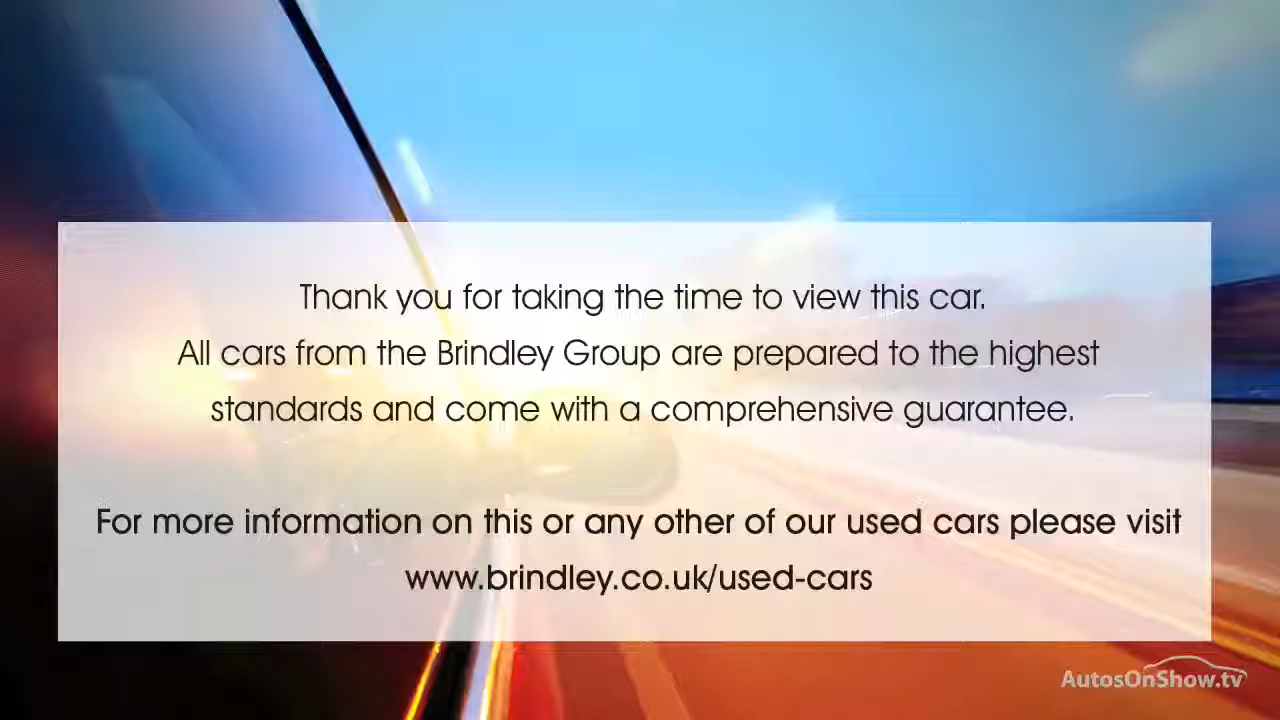 Thank you for taking the time to view this car.
All cars from the Brindley Group are prepared to the highest
standards and come with a comprehensive guarantee.
For more information on this or any other of our used cars please visit
www.brindley.co.uk/used-cars
AutosOnShow.tv